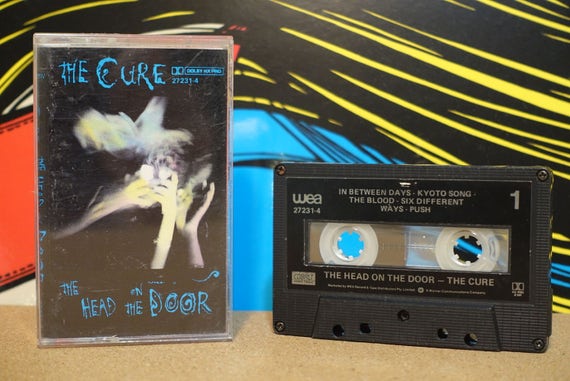 THE CURE
DOLBY HX PRO
27231-4
THE
HEAD ON THE DOOR
wea
27231-4
IN BETWEEN DAYS - KYOTO SONG -
THE BLOOD - SIX DIFFERENT
WAYS - PUSH
1
THE HEAD ON THE DOOR — THE CURE